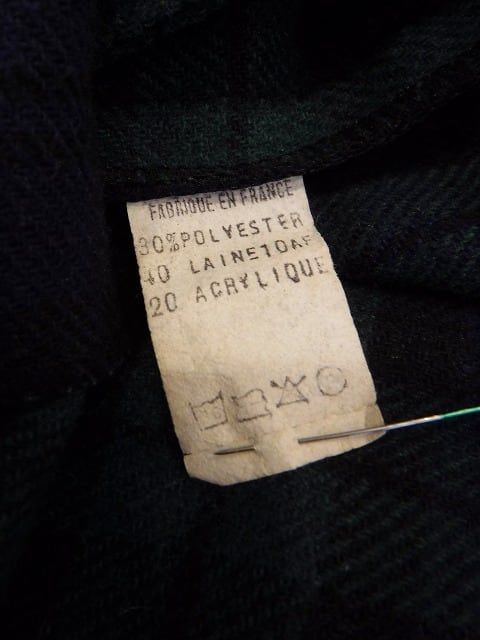 FABRIQUE EN FRANCE
30%POLYESTER
40 LAINE10AF
20 ACRYLIQUE